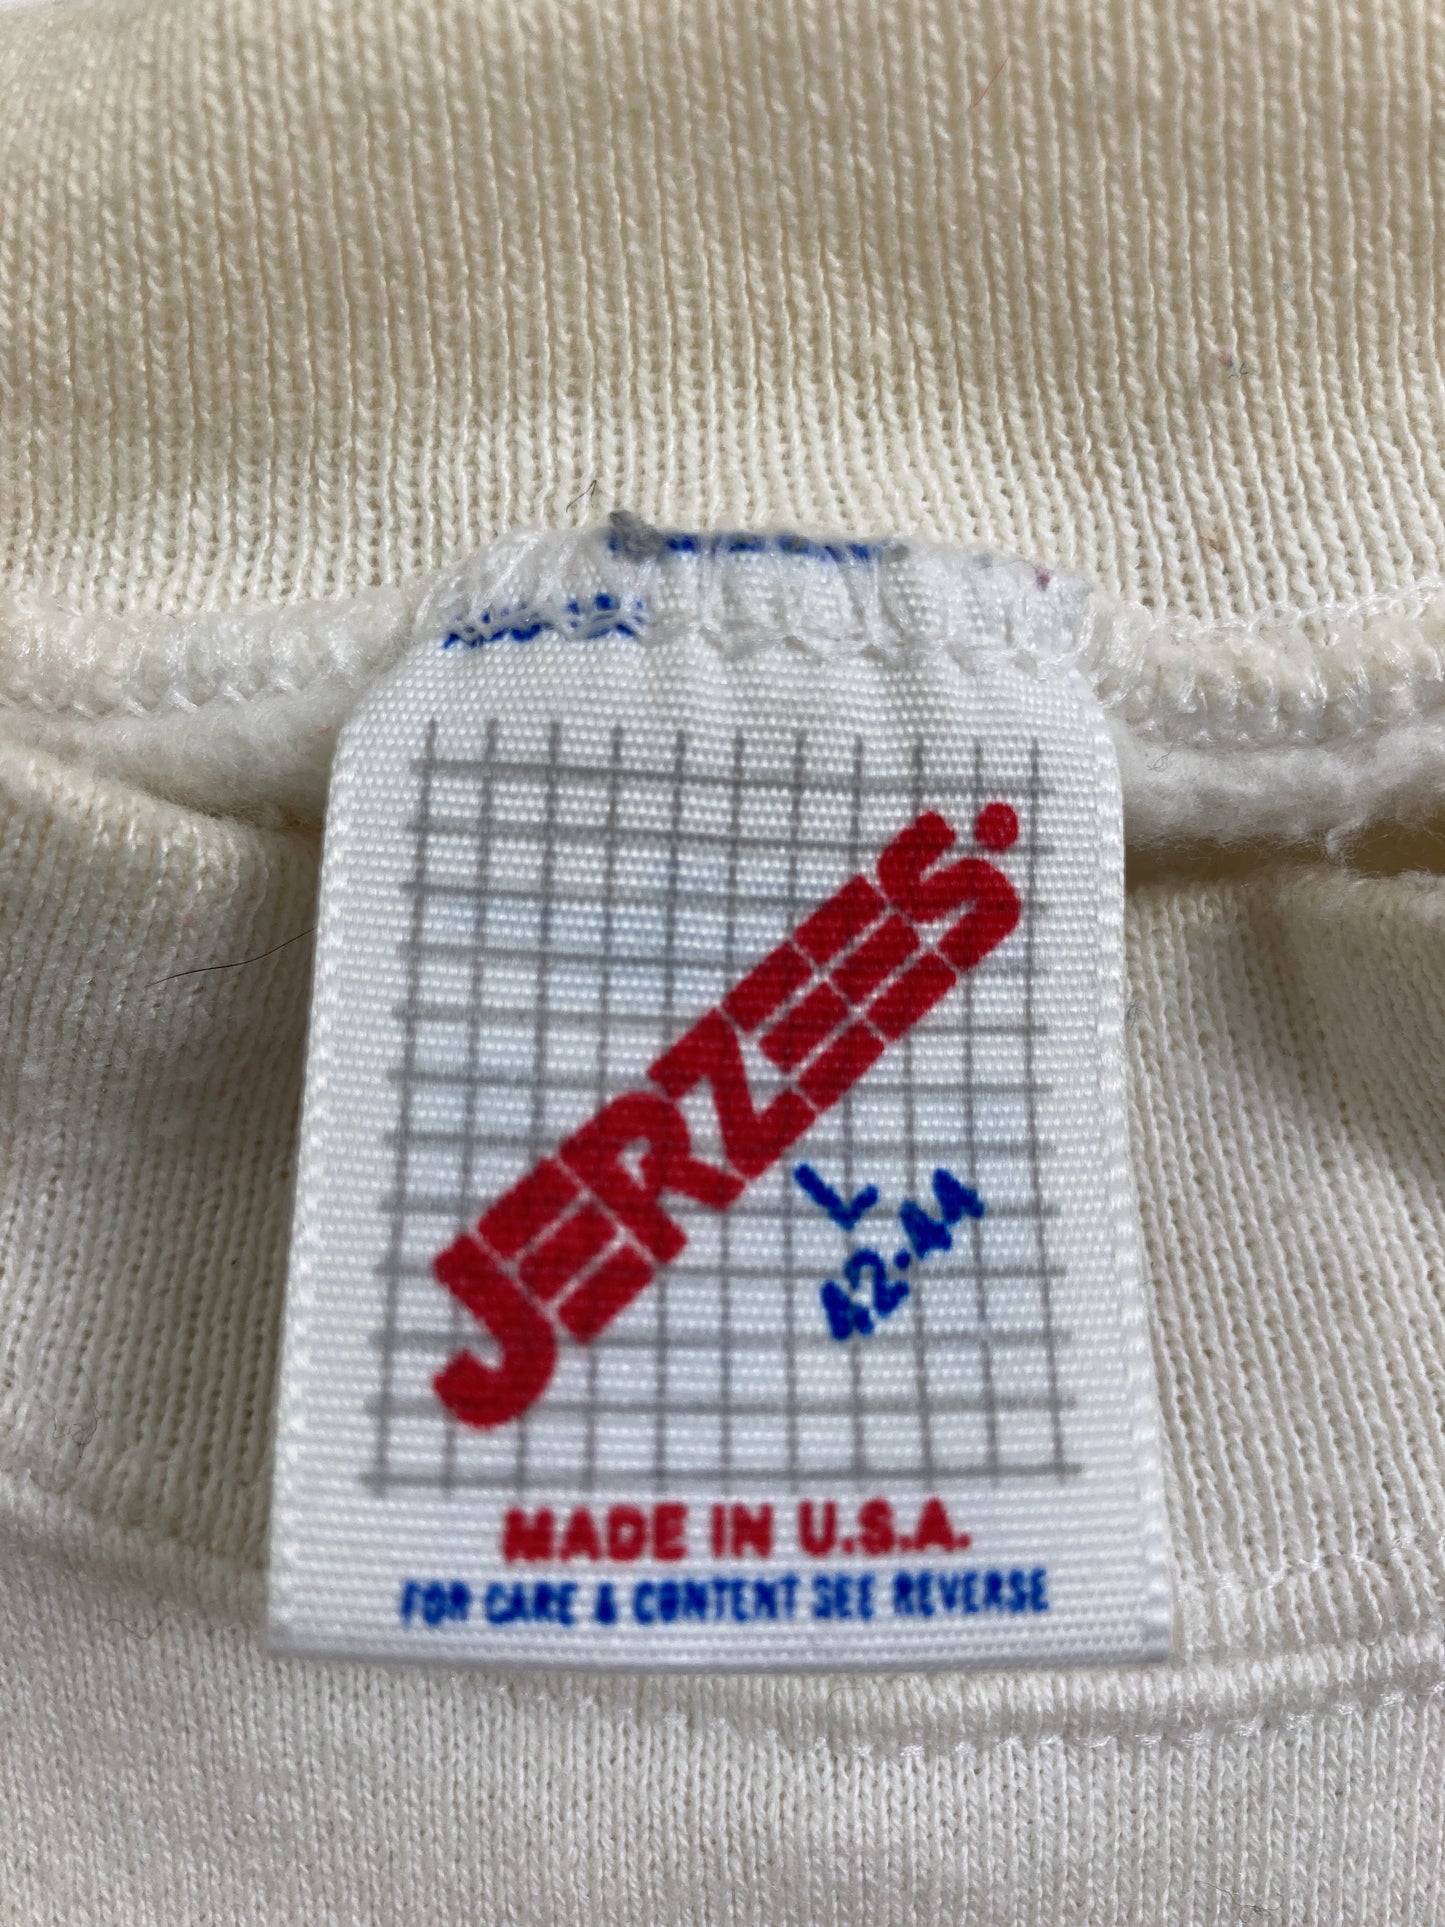 JERZEES.
L
42-44
MADE IN U.S.A.
FOR CARE & CONTENT SEE REVERSE